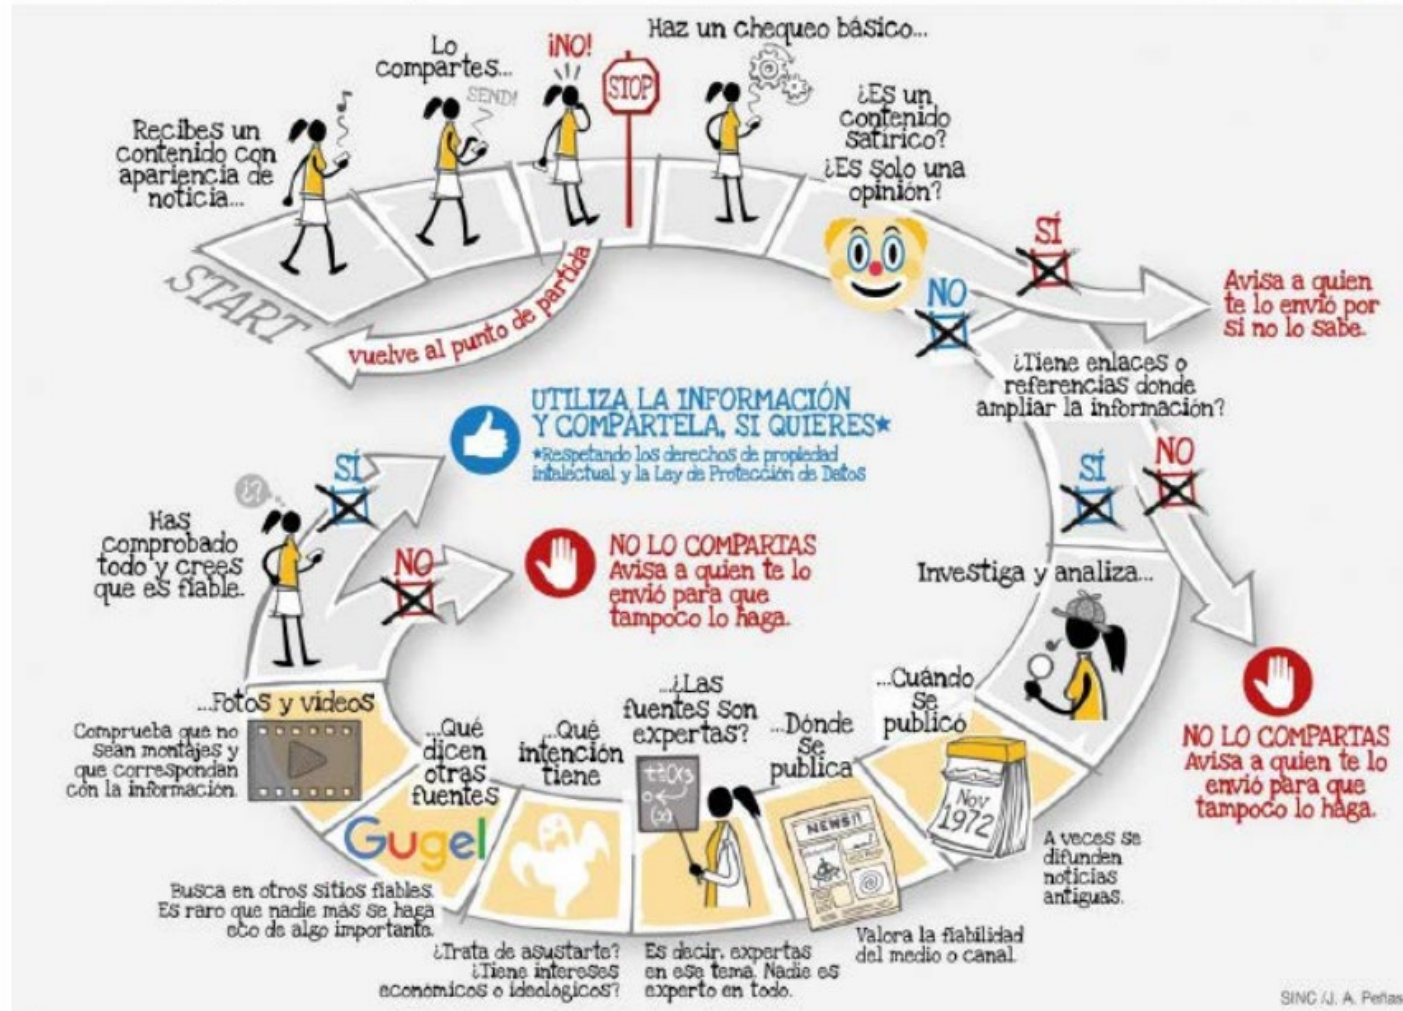 Recibes un
contenido con
apariencia de
noticia...
START
Lo
compartes...
SEND!
¡NO!
STOP
vuelve al punto de partida
Haz un chequeo básico...
¿Es un
contenido
satírico?
¿Es solo una
opinión?
SÍ
Avisa a quien
te lo envió por
si no lo sabe.
NO
¿Tiene enlaces o
referencias donde
ampliar la información?
SÍ
NO
NO LO COMPARTAS
Avisa a quien te lo
envió para que
tampoco lo haga.
Investiga y analiza...
...Cuándo
se
publicó
Nov
1972
A veces se
difunden
noticias
antiguas.
...Dónde
se
publica
NEWS!!
Valora la fiabilidad
del medio o canal.
...¿Las
fuentes son
expertas?
Es decir, expertas
en ese tema. Nadie es
experto en todo.
...Qué
intención
tiene
¿Trata de asustarte?
¿Tiene intereses
económicos o ideológicos?
...Qué
dicen
otras
fuentes
Gugel
Busca en otros sitios fiables.
Es raro que nadie más se haga
eco de algo importante.
...Fotos y vídeos
Comprueba que no
sean montajes y
que correspondan
con la información.
Has
comprobado
todo y crees
que es fiable.
¿?
SÍ
UTILIZA LA INFORMACIÓN
Y COMPÁRTELA, SI QUIERES*
*Respetando los derechos de propiedad
intelectual y la Ley de Protección de Datos
NO
NO LO COMPARTAS
Avisa a quien te lo
envió para que
tampoco lo haga.
SINC /J. A. Peñas